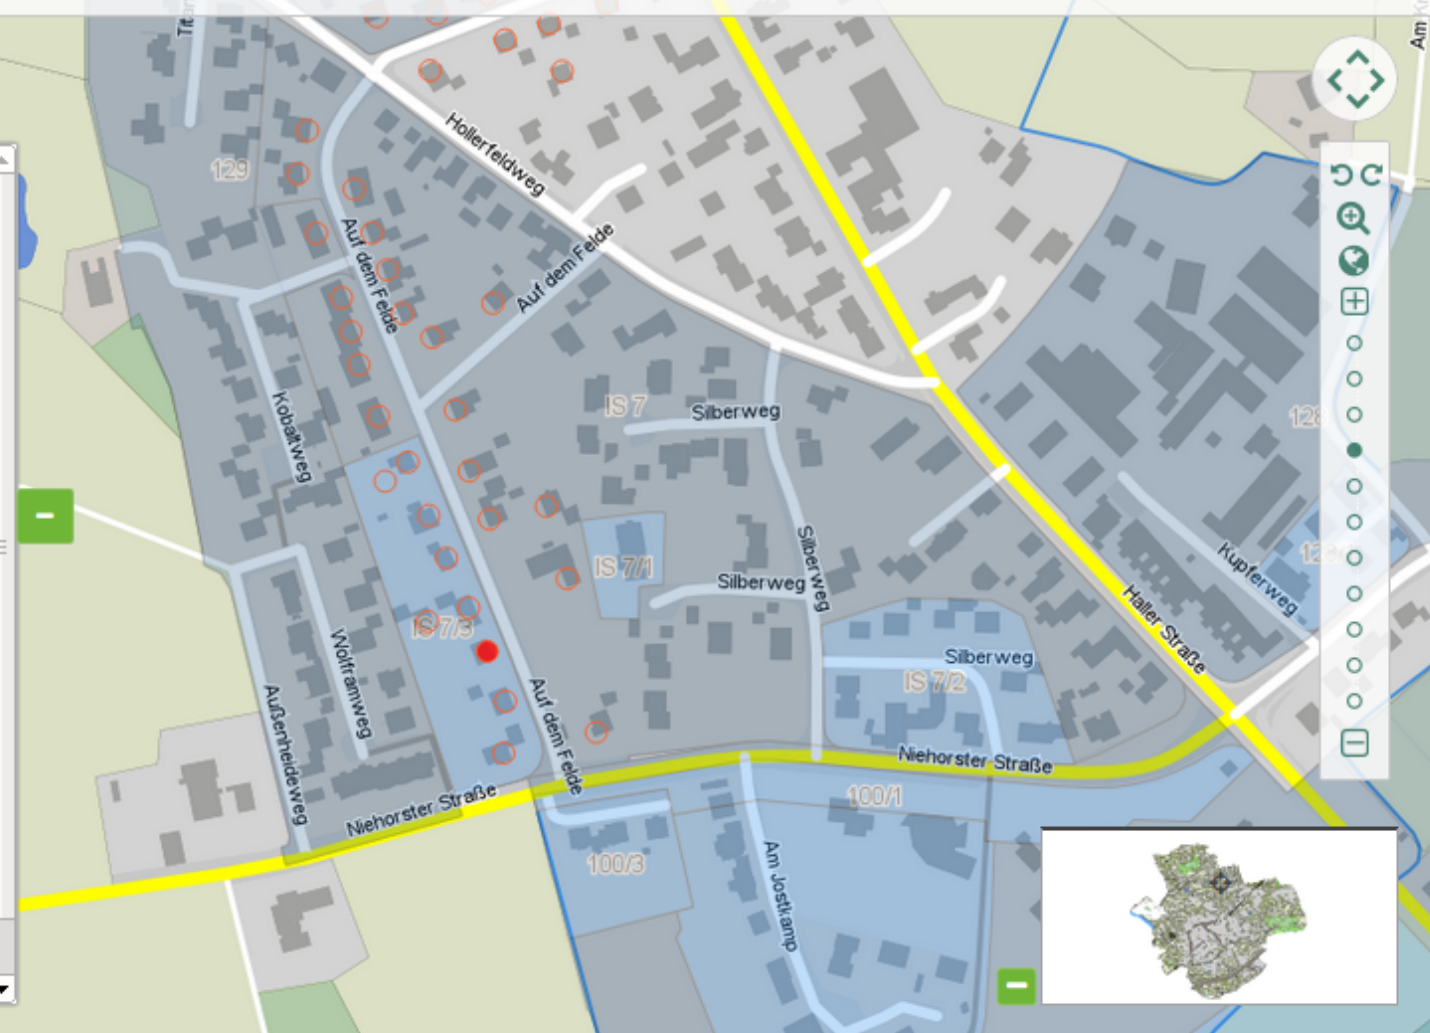 Am
129
Hollerfeldweg
Auf dem Felde
Auf dem Felde
Kobaltweg
IS 7
Silberweg
128
Silberweg
Kupferweg
IS 7/1
Silberweg
Haller Straße
IS 7/3
Wolframweg
Silberweg
IS 7/2
Außenheideweg
Auf dem Felde
Niehorster Straße
Niehorster Straße
100/1
100/3
Am Jostkamp